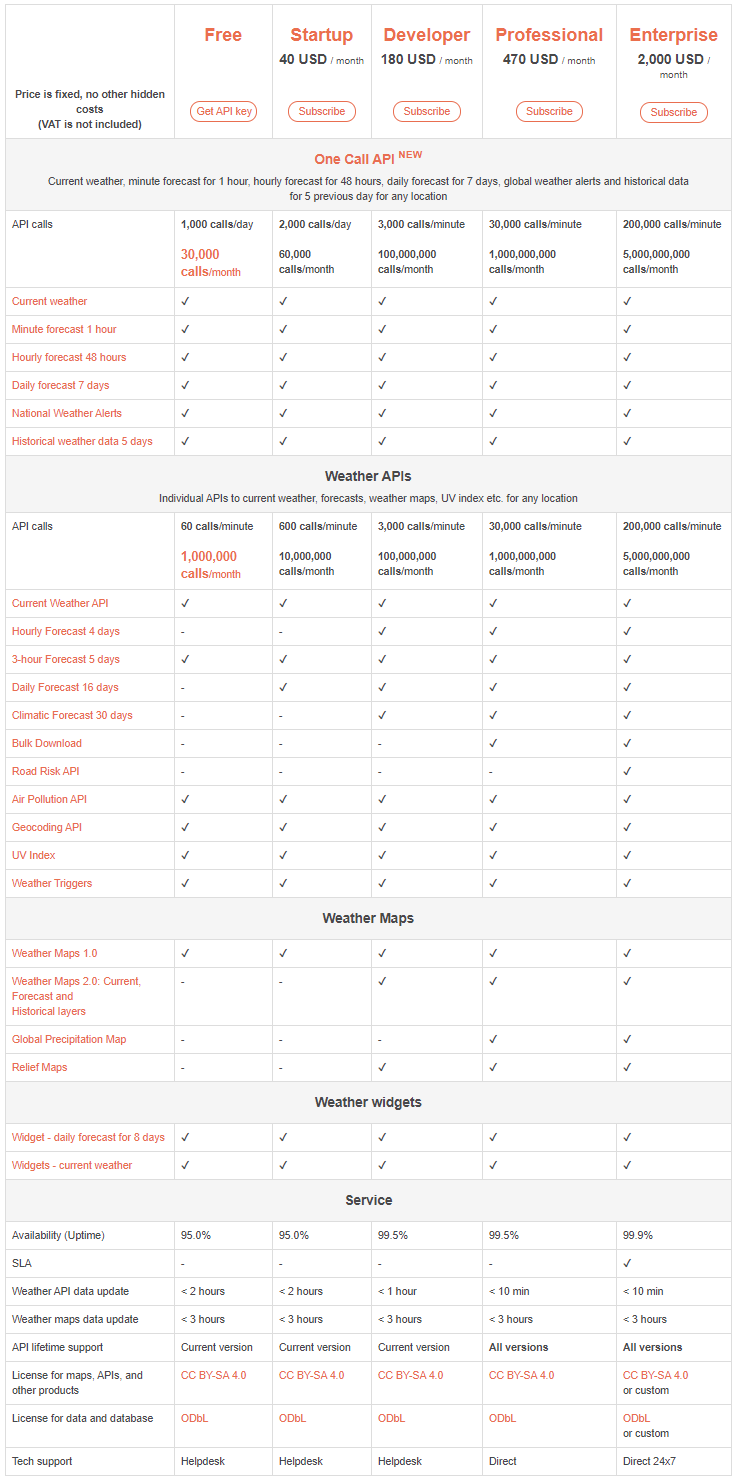 Free Startup Developer Professional Enterprise
40 USD / month 180 USD / month 470 USD / month 2,000 USD /
month
Price is fixed, no other hidden
costs
(VAT is not included)
Get API key Subscribe Subscribe Subscribe Subscribe
One Call API NEW
Current weather, minute forecast for 1 hour, hourly forecast for 48 hours, daily forecast for 7 days, global weather alerts and historical data
for 5 previous day for any location
API calls 1,000 calls/day 2,000 calls/day 3,000 calls/minute 30,000 calls/minute 200,000 calls/minute
30,000 60,000 100,000,000 1,000,000,000 5,000,000,000
calls/month calls/month calls/month calls/month calls/month
Current weather ✓ ✓ ✓ ✓ ✓
Minute forecast 1 hour ✓ ✓ ✓ ✓ ✓
Hourly forecast 48 hours ✓ ✓ ✓ ✓ ✓
Daily forecast 7 days ✓ ✓ ✓ ✓ ✓
National Weather Alerts ✓ ✓ ✓ ✓ ✓
Historical weather data 5 days ✓ ✓ ✓ ✓ ✓
Weather APIs
Individual APIs to current weather, forecasts, weather maps, UV index etc. for any location
API calls 60 calls/minute 600 calls/minute 3,000 calls/minute 30,000 calls/minute 200,000 calls/minute
1,000,000 10,000,000 100,000,000 1,000,000,000 5,000,000,000
calls/month calls/month calls/month calls/month calls/month
Current Weather API ✓ ✓ ✓ ✓ ✓
Hourly Forecast 4 days - - ✓ ✓ ✓
3-hour Forecast 5 days ✓ ✓ ✓ ✓ ✓
Daily Forecast 16 days - ✓ ✓ ✓ ✓
Climatic Forecast 30 days - - ✓ ✓ ✓
Bulk Download - - - ✓ ✓
Road Risk API - - - - ✓
Air Pollution API ✓ ✓ ✓ ✓ ✓
Geocoding API ✓ ✓ ✓ ✓ ✓
UV Index ✓ ✓ ✓ ✓ ✓
Weather Triggers ✓ ✓ ✓ ✓ ✓
Weather Maps
Weather Maps 1.0 ✓ ✓ ✓ ✓ ✓
Weather Maps 2.0: Current, - - ✓ ✓ ✓
Forecast and
Historical layers
Global Precipitation Map - - - ✓ ✓
Relief Maps - - ✓ ✓ ✓
Weather widgets
Widget - daily forecast for 8 days ✓ ✓ ✓ ✓ ✓
Widgets - current weather ✓ ✓ ✓ ✓ ✓
Service
Availability (Uptime) 95.0% 95.0% 99.5% 99.5% 99.9%
SLA - - - - ✓
Weather API data update < 2 hours < 2 hours < 1 hour < 10 min < 10 min
Weather maps data update < 3 hours < 3 hours < 3 hours < 3 hours < 3 hours
API lifetime support Current version Current version Current version All versions All versions
License for maps, APIs, and CC BY-SA 4.0 CC BY-SA 4.0 CC BY-SA 4.0 CC BY-SA 4.0 CC BY-SA 4.0
other products or custom
License for data and database ODbL ODbL ODbL ODbL ODbL
or custom
Tech support Helpdesk Helpdesk Helpdesk Direct Direct 24x7